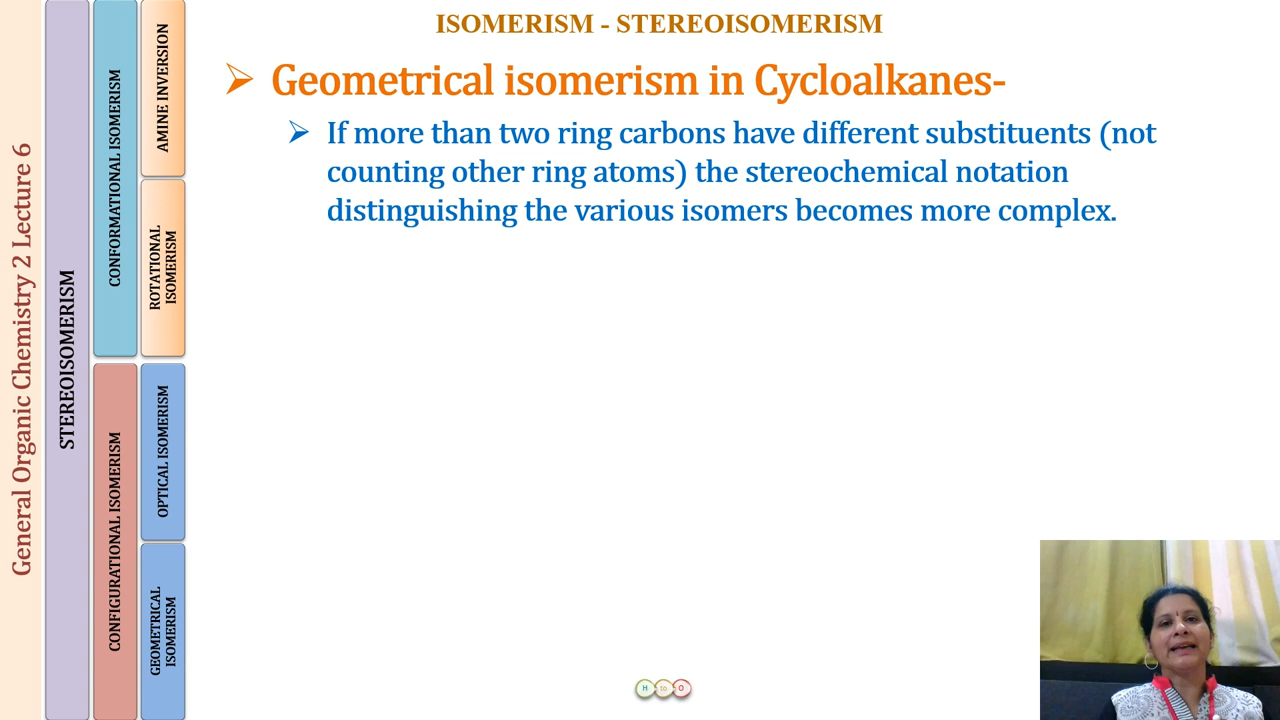 ISOMERISM - STEREOISOMERISM
Geometrical isomerism in Cycloalkanes-
If more than two ring carbons have different substituents (not
counting other ring atoms) the stereochemical notation
distinguishing the various isomers becomes more complex.
General Organic Chemistry 2 Lecture 6
STEREOISOMERISM
CONFORMATIONAL ISOMERISM
CONFIGURATIONAL ISOMERISM
AMINE INVERSION
ROTATIONAL
ISOMERISM
OPTICAL ISOMERISM
GEOMETRICAL
ISOMERISM
H to O